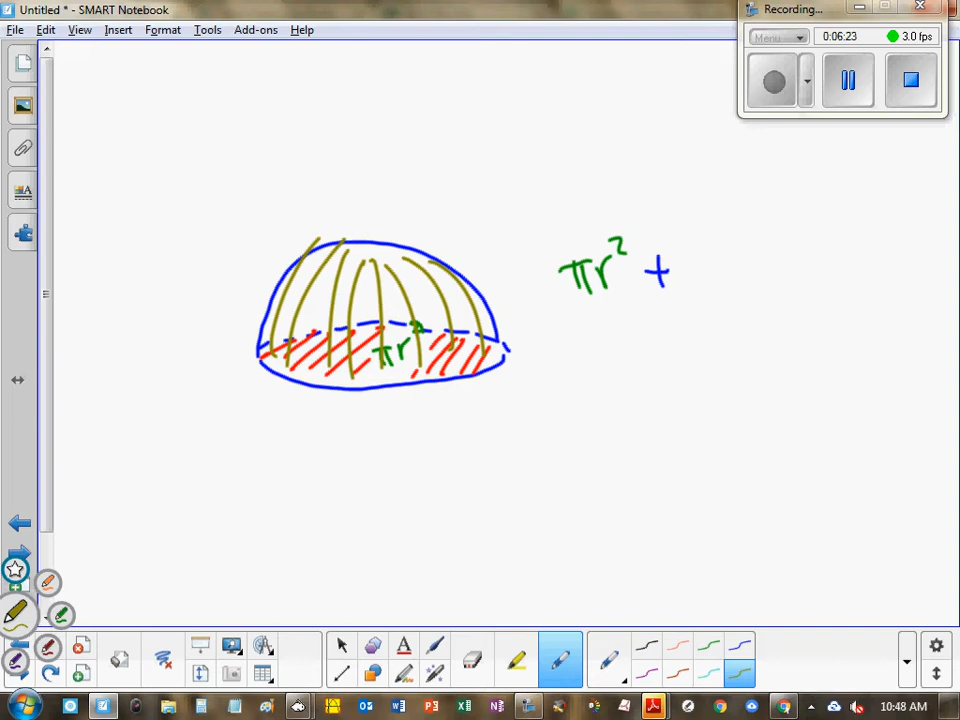 Untitled * - SMART Notebook
Recording...
File Edit View Insert Format Tools Add-ons Help
Menu
0:06:23
3.0 fps
πr² +
πr²
10:48 AM